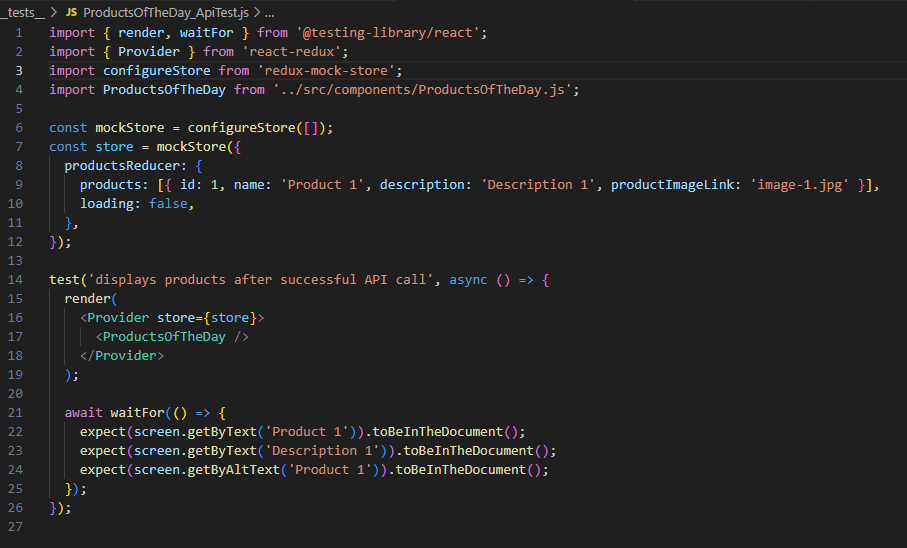 _tests_ > JS ProductsOfTheDay_ApiTest.js > ...
1 import { render, waitFor } from '@testing-library/react';
2 import { Provider } from 'react-redux';
3 import configureStore from 'redux-mock-store';
4 import ProductsOfTheDay from '../src/components/ProductsOfTheDay.js';
5
6 const mockStore = configureStore([]);
7 const store = mockStore({
8   productsReducer: {
9     products: [{ id: 1, name: 'Product 1', description: 'Description 1', productImageLink: 'image-1.jpg' }],
10     loading: false,
11   },
12 });
13
14 test('displays products after successful API call', async () => {
15   render(
16     <Provider store={store}>
17       <ProductsOfTheDay />
18     </Provider>
19   );
20
21   await waitFor(() => {
22     expect(screen.getByText('Product 1')).toBeInTheDocument();
23     expect(screen.getByText('Description 1')).toBeInTheDocument();
24     expect(screen.getByAltText('Product 1')).toBeInTheDocument();
25   });
26 });
27